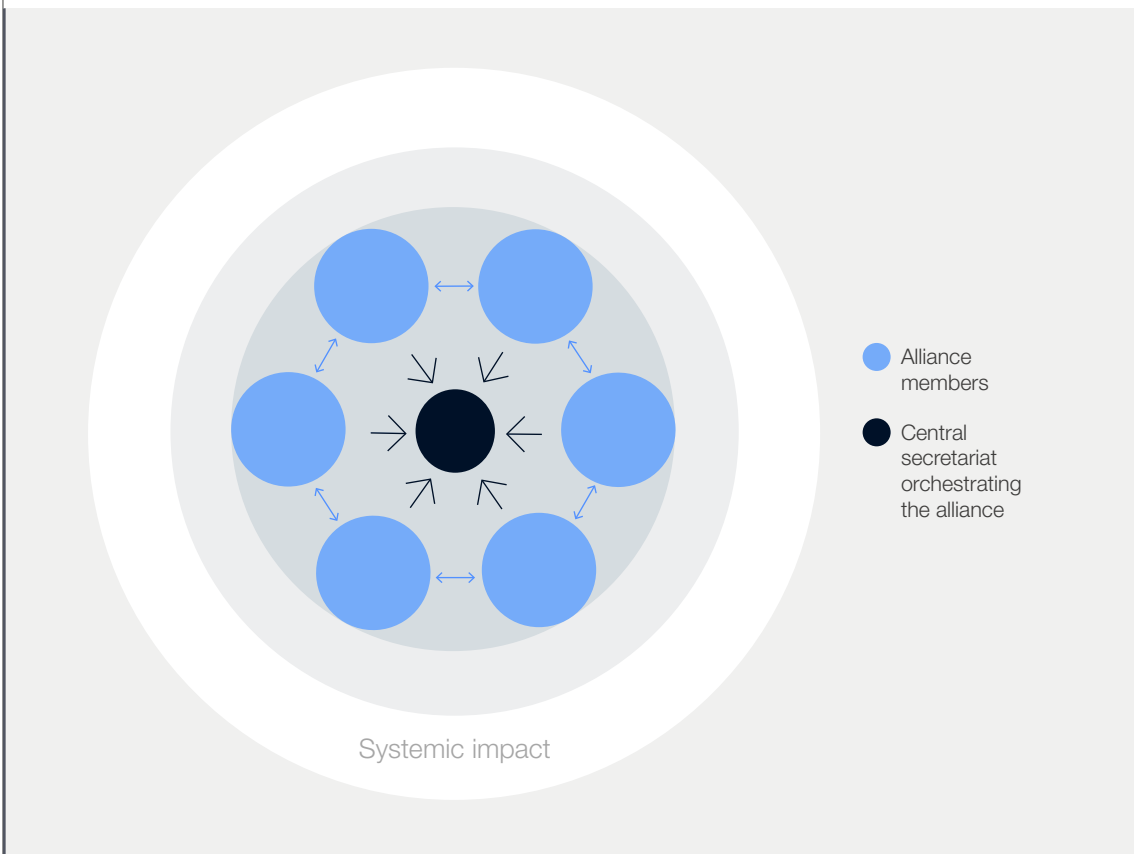 Alliance
members
Central
secretariat
orchestrating
the alliance
Systemic impact